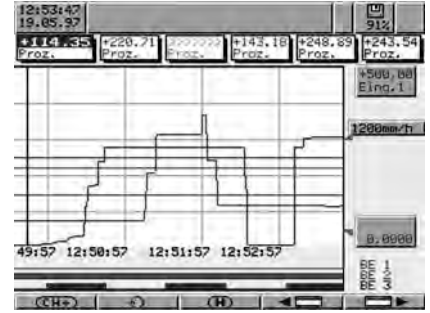 12:53:47
19.05.97
91%
+114.35 +220.71 >>>>>>> +143.18 +248.89 +243.54
Proz. Proz. Proz. Proz. Proz. Proz.
+500,00
Eing.1
1200mm/h
0.0000
49:57 12:50:57 12:51:57 12:52:57
BE 1
BE 2
BE 3
(CH+) (M)